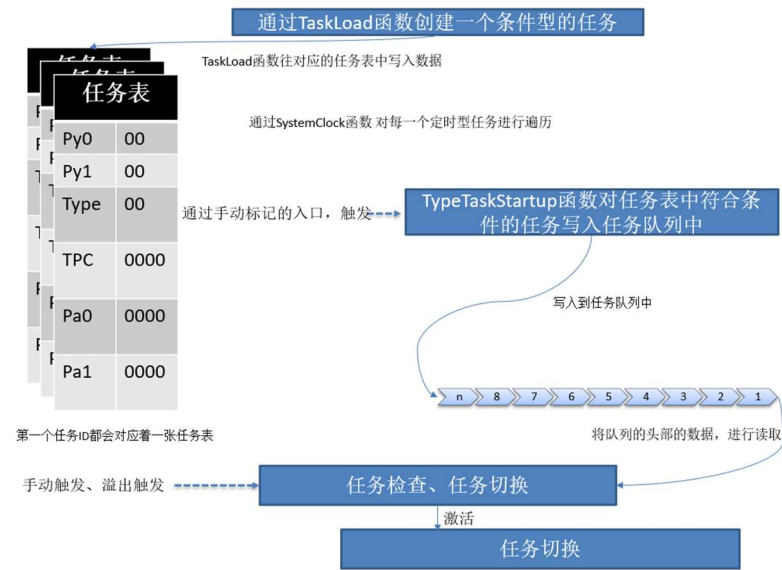 通过TaskLoad函数创建一个条件型的任务
TaskLoad函数往对应的任务表中写入数据
任务表
任务表
任务表
通过SystemClock函数 对每一个定时型任务进行遍历
Py0 00
Py1 00
Type 00
TPC 0000
Pa0 0000
Pa1 0000
通过手动标记的入口，触发
TypeTaskStartup函数对任务表中符合条
件的任务写入任务队列中
写入到任务队列中
n 8 7 6 5 4 3 2 1
第一个任务ID都会对应着一张任务表
将队列的头部的数据，进行读取
手动触发、溢出触发
任务检查、任务切换
激活
任务切换